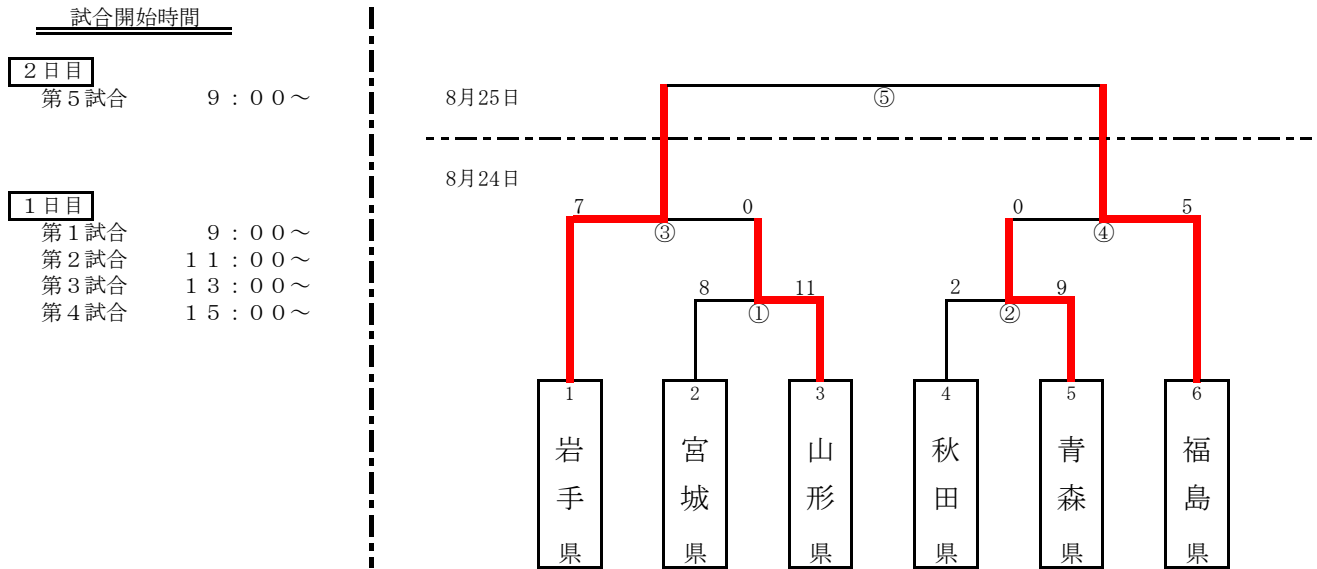 試合開始時間
２日目
第５試合　９：００～
１日目
第１試合　９：００～
第２試合　１１：００～
第３試合　１３：００～
第４試合　１５：００～
8月25日
⑤
8月24日
7 0 0 5
③ ④
8 11 2 9
① ②
1 2 3 4 5 6
岩手県
宮城県
山形県
秋田県
青森県
福島県